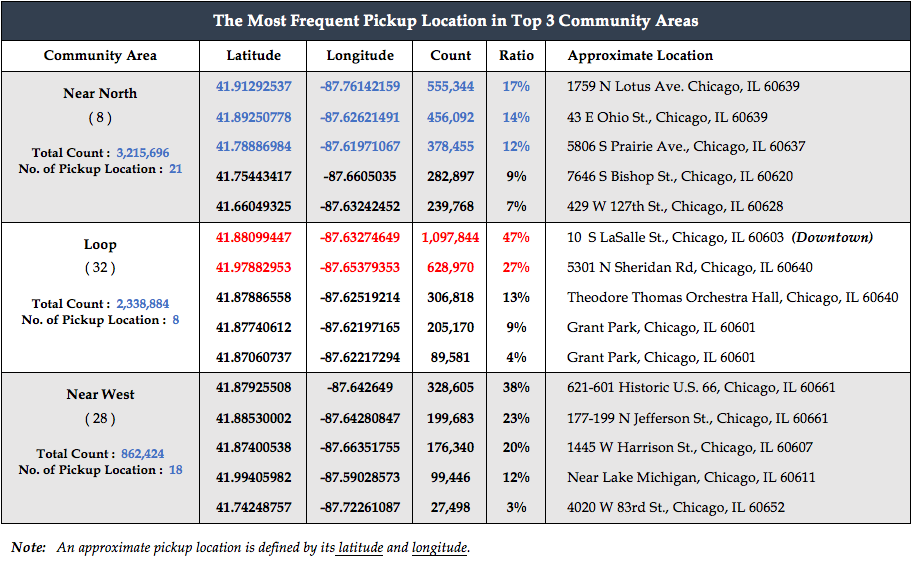 The Most Frequent Pickup Location in Top 3 Community Areas
Community Area Latitude Longitude Count Ratio Approximate Location
Near North
( 8 )
Total Count : 3,215,696
No. of Pickup Location : 21
41.91292537 -87.76142159 555,344 17% 1759 N Lotus Ave. Chicago, IL 60639
41.89250778 -87.62621491 456,092 14% 43 E Ohio St., Chicago, IL 60639
41.78886984 -87.61971067 378,455 12% 5806 S Prairie Ave., Chicago, IL 60637
41.75443417 -87.6605035 282,897 9% 7646 S Bishop St., Chicago, IL 60620
41.66049325 -87.63242452 239,768 7% 429 W 127th St., Chicago, IL 60628
Loop
( 32 )
Total Count : 2,338,884
No. of Pickup Location : 8
41.88099447 -87.63274649 1,097,844 47% 10 S LaSalle St., Chicago, IL 60603 (Downtown)
41.97882953 -87.65379353 628,970 27% 5301 N Sheridan Rd, Chicago, IL 60640
41.87886558 -87.62519214 306,818 13% Theodore Thomas Orchestra Hall, Chicago, IL 60640
41.87740612 -87.62197165 205,170 9% Grant Park, Chicago, IL 60601
41.87060737 -87.62217294 89,581 4% Grant Park, Chicago, IL 60601
Near West
( 28 )
Total Count : 862,424
No. of Pickup Location : 18
41.87925508 -87.642649 328,605 38% 621-601 Historic U.S. 66, Chicago, IL 60661
41.88530002 -87.64280847 199,683 23% 177-199 N Jefferson St., Chicago, IL 60661
41.87400538 -87.66351755 176,340 20% 1445 W Harrison St., Chicago, IL 60607
41.99405982 -87.59028573 99,446 12% Near Lake Michigan, Chicago, IL 60611
41.74248757 -87.72261087 27,498 3% 4020 W 83rd St., Chicago, IL 60652
Note: An approximate pickup location is defined by its latitude and longitude.